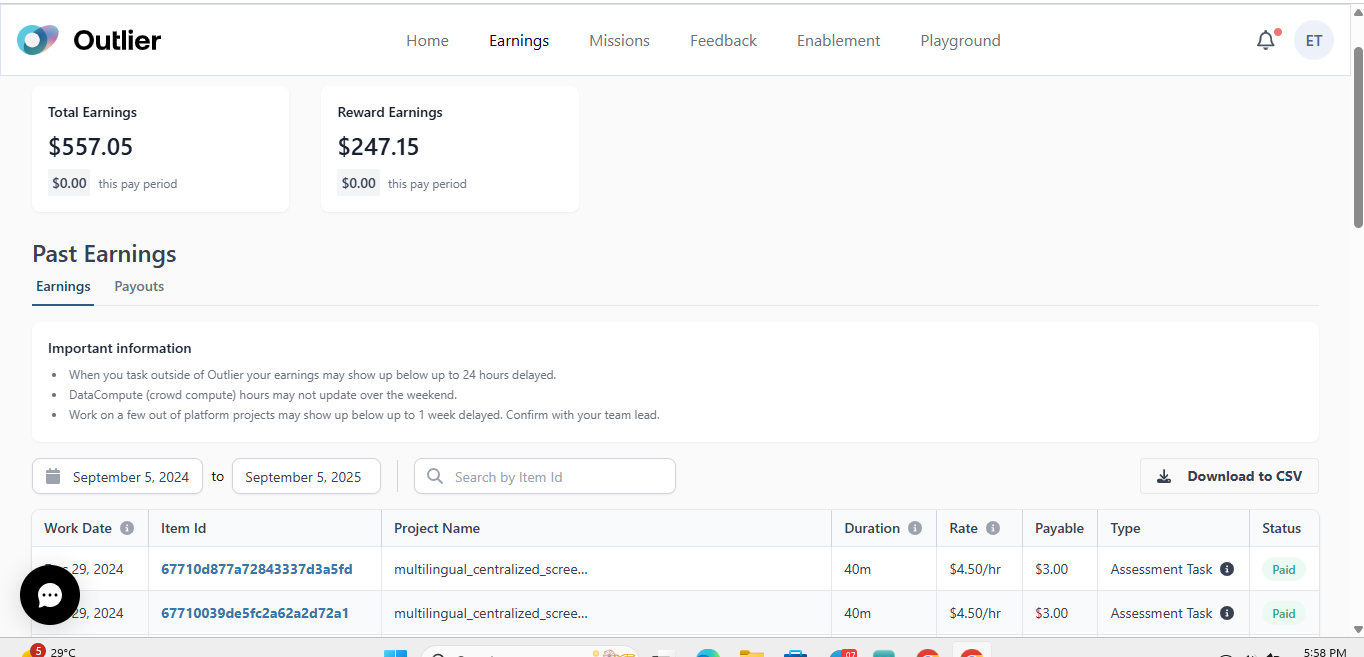 Outlier
Home Earnings Missions Feedback Enablement Playground ET
Total Earnings
$557.05
$0.00 this pay period
Reward Earnings
$247.15
$0.00 this pay period
Past Earnings
Earnings Payouts
Important information
• When you task outside of Outlier your earnings may show up below up to 24 hours delayed.
• DataCompute (crowd compute) hours may not update over the weekend.
• Work on a few out of platform projects may show up below up to 1 week delayed. Confirm with your team lead.
September 5, 2024 to September 5, 2025 Search by Item Id Download to CSV
Work Date Item Id Project Name Duration Rate Payable Type Status
29, 2024 67710d877a72843337d3a5fd multilingual_centralized_scree... 40m $4.50/hr $3.00 Assessment Task Paid
29, 2024 67710039de5fc2a62a2d72a1 multilingual_centralized_scree... 40m $4.50/hr $3.00 Assessment Task Paid
5 29°C 07 5:58 PM